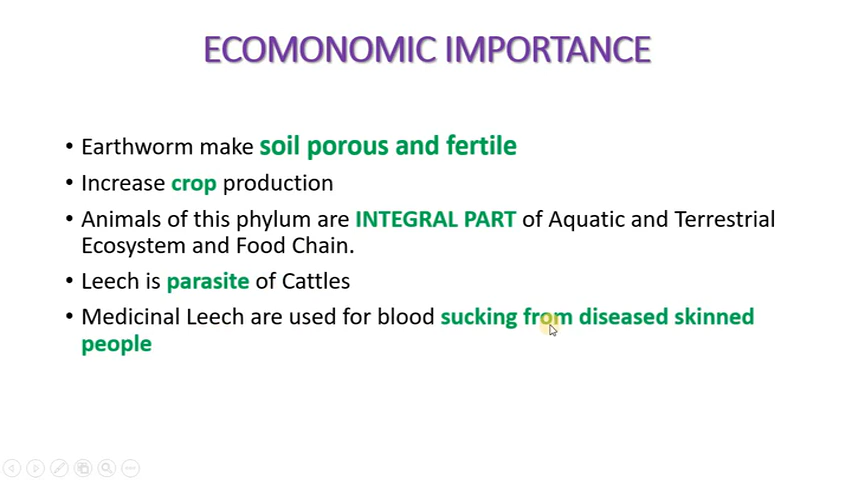 ECOMONOMIC IMPORTANCE
• Earthworm make soil porous and fertile
• Increase crop production
• Animals of this phylum are INTEGRAL PART of Aquatic and Terrestrial
Ecosystem and Food Chain.
• Leech is parasite of Cattles
• Medicinal Leech are used for blood sucking from diseased skinned
people